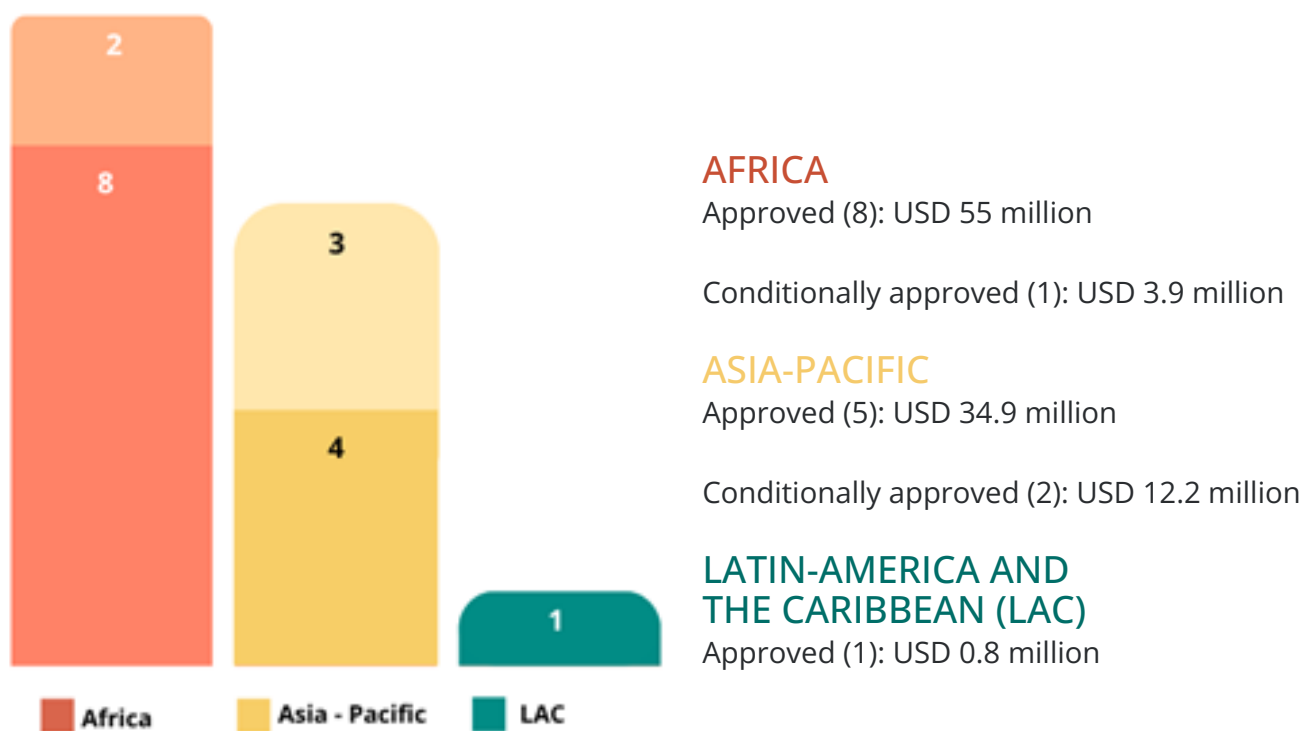 2
8
3
4
1
Africa
Asia - Pacific
LAC
AFRICA
Approved (8): USD 55 million
Conditionally approved (1): USD 3.9 million
ASIA-PACIFIC
Approved (5): USD 34.9 million
Conditionally approved (2): USD 12.2 million
LATIN-AMERICA AND
THE CARIBBEAN (LAC)
Approved (1): USD 0.8 million